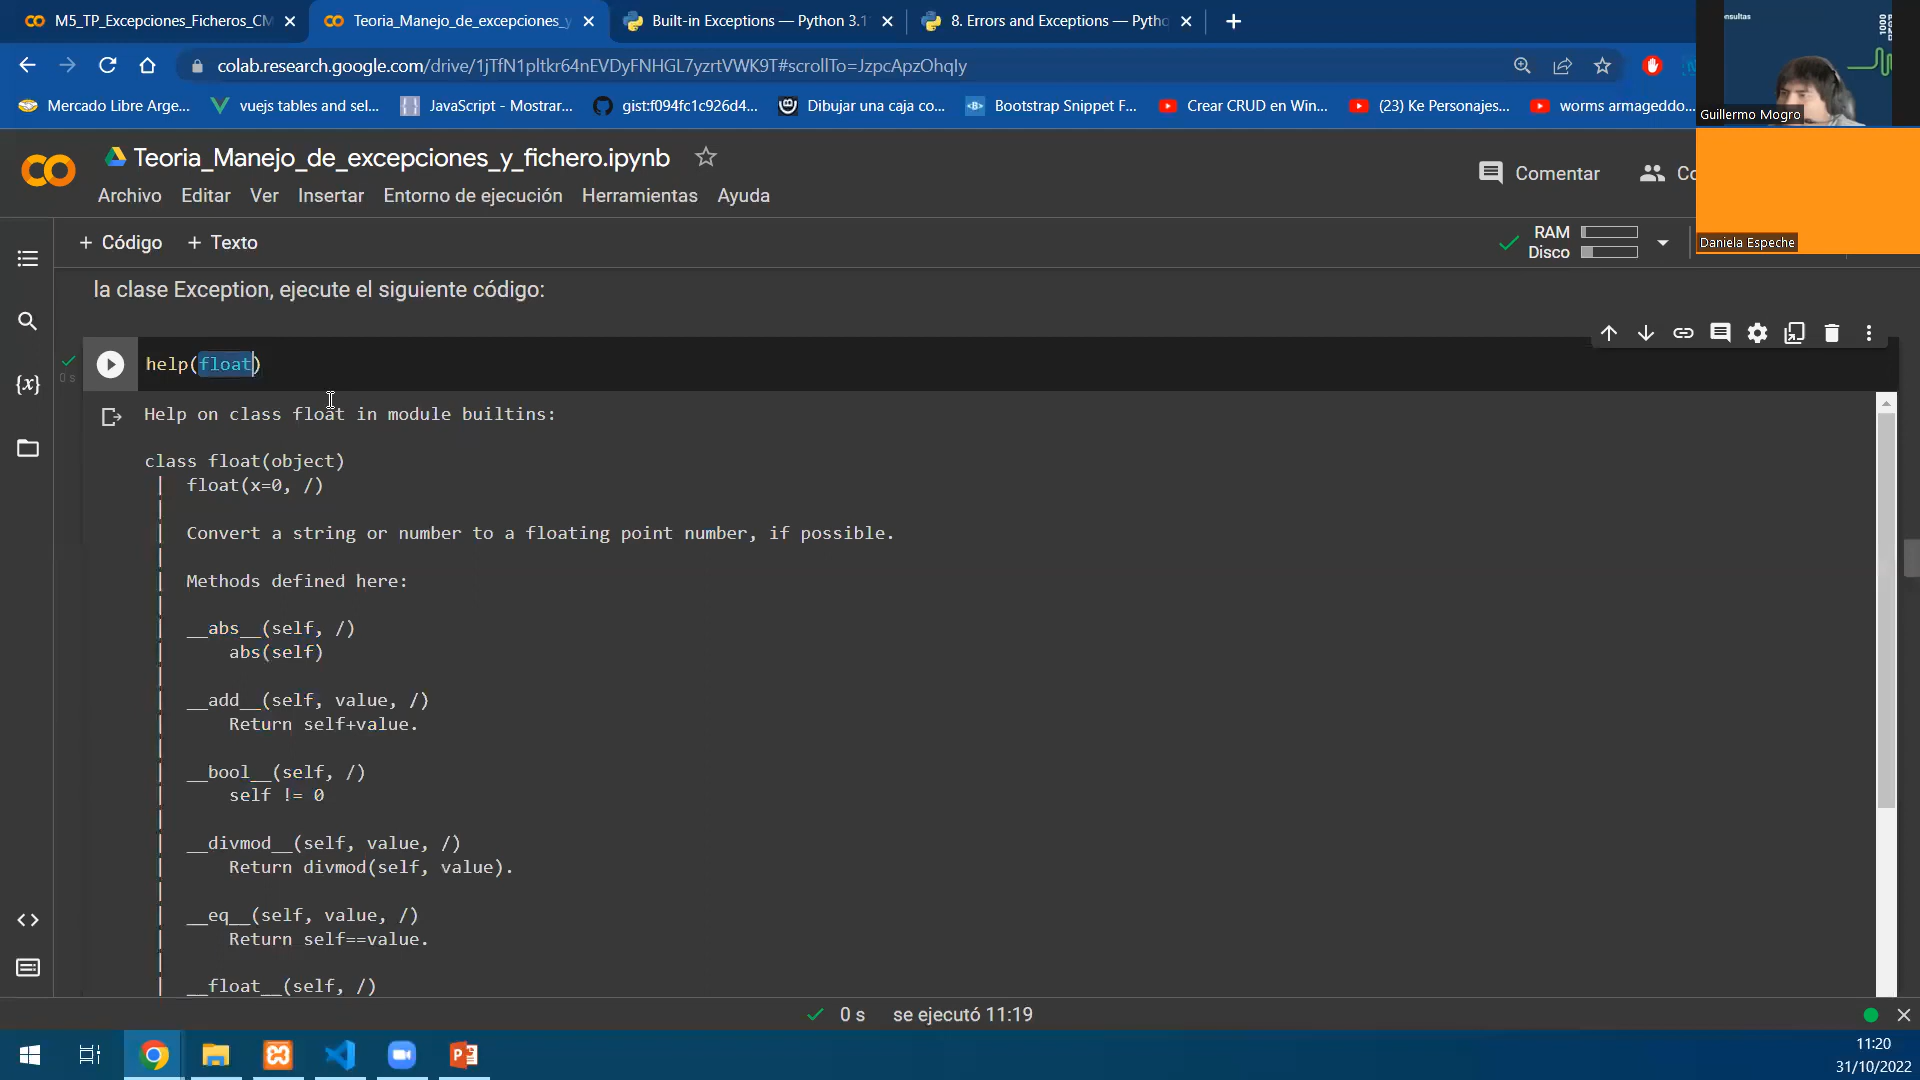 M5_TP_Excepciones_Ficheros_CM
Teoria_Manejo_de_excepciones_y
Built-in Exceptions — Python 3.1
8. Errors and Exceptions — Pytho
onsultas
colab.research.google.com/drive/1jTfN1pltkr64nEVDyFNHGL7yzrtVWK9T#scrollTo=JzpcApzOhqIy
Mercado Libre Arge...
vuejs tables and sel...
JavaScript - Mostrar...
gist:f094fc1c926d4...
Dibujar una caja co...
Bootstrap Snippet F...
Crear CRUD en Win...
(23) Ke Personajes...
worms armageddo...
Guillermo Mogro
Teoria_Manejo_de_excepciones_y_fichero.ipynb
Comentar
Co
Archivo Editar Ver Insertar Entorno de ejecución Herramientas Ayuda
Daniela Espeche
+ Código + Texto
RAM
Disco
la clase Exception, ejecute el siguiente código:
help(float)
0 s
Help on class float in module builtins:
class float(object)
| float(x=0, /)
|
| Convert a string or number to a floating point number, if possible.
|
| Methods defined here:
|
| __abs__(self, /)
| abs(self)
|
| __add__(self, value, /)
| Return self+value.
|
| __bool__(self, /)
| self != 0
|
| __divmod__(self, value, /)
| Return divmod(self, value).
|
| __eq__(self, value, /)
| Return self==value.
|
| __float__(self, /)
0 s se ejecutó 11:19
11:20
31/10/2022